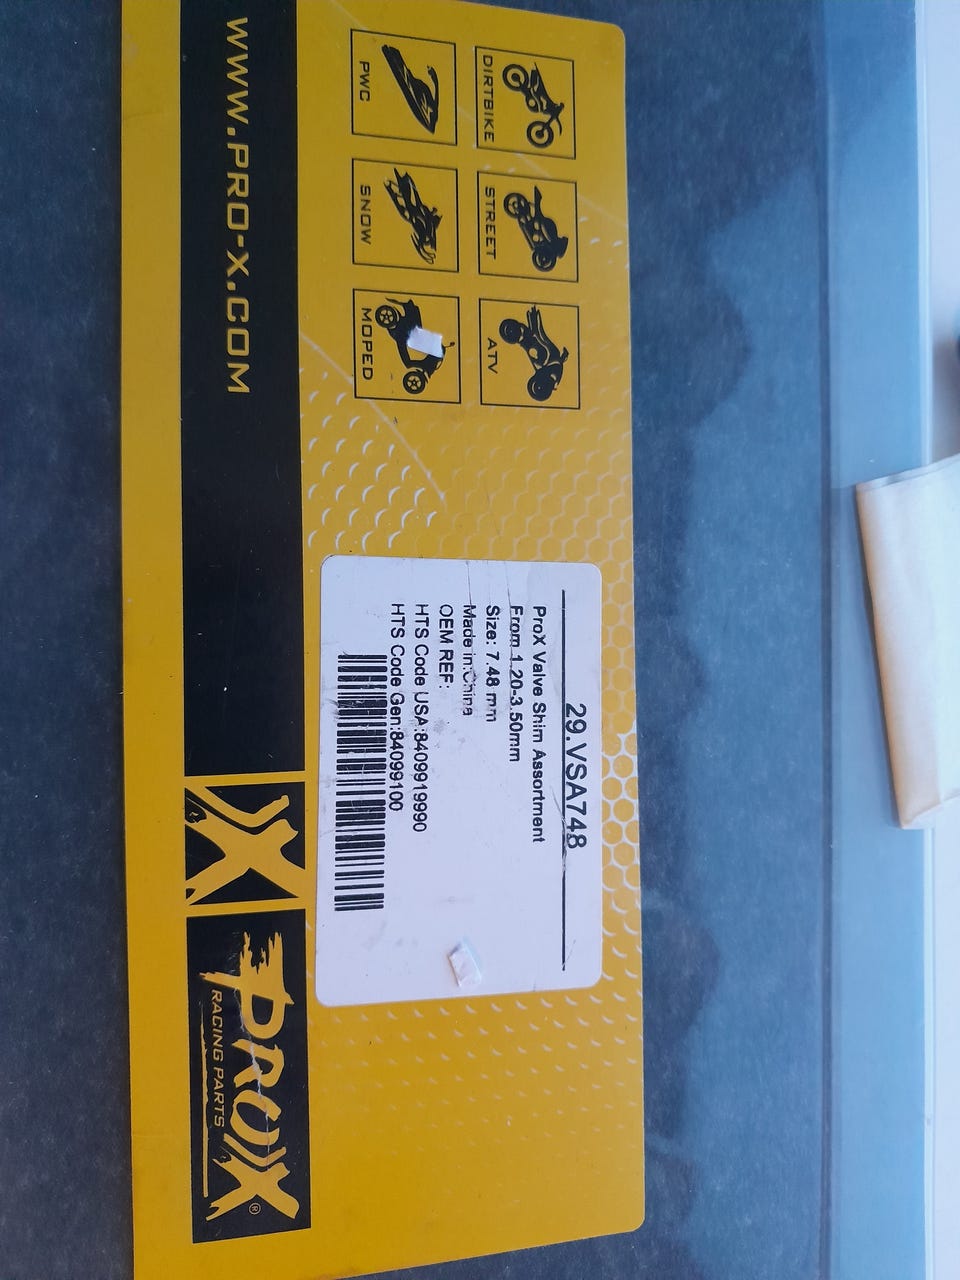 DIRTBIKE
STREET
ATV
PWC
SNOW
MOPED
29.VSA748
ProX Valve Shim Assortment
From 1.20-3.50mm
Size: 7.48 mm
Made in:China
OEM REF:
HTS Code USA:8409919990
HTS Code Gen:84099100
WWW.PRO-X.COM
X
PROX®
RACING PARTS